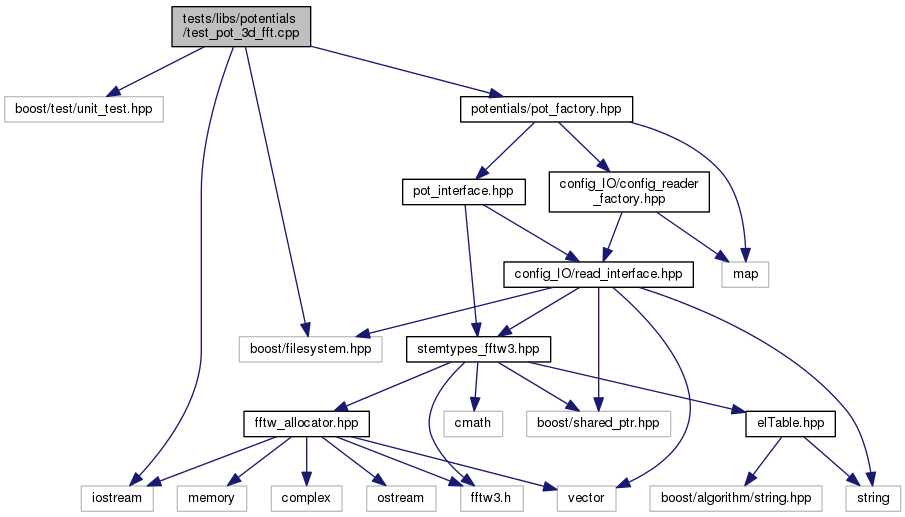 tests/libs/potentials
/test_pot_3d_fft.cpp
boost/test/unit_test.hpp
potentials/pot_factory.hpp
pot_interface.hpp
config_IO/config_reader
_factory.hpp
config_IO/read_interface.hpp
map
boost/filesystem.hpp
stemtypes_fftw3.hpp
fftw_allocator.hpp
cmath
boost/shared_ptr.hpp
elTable.hpp
iostream
memory
complex
ostream
fftw3.h
vector
boost/algorithm/string.hpp
string